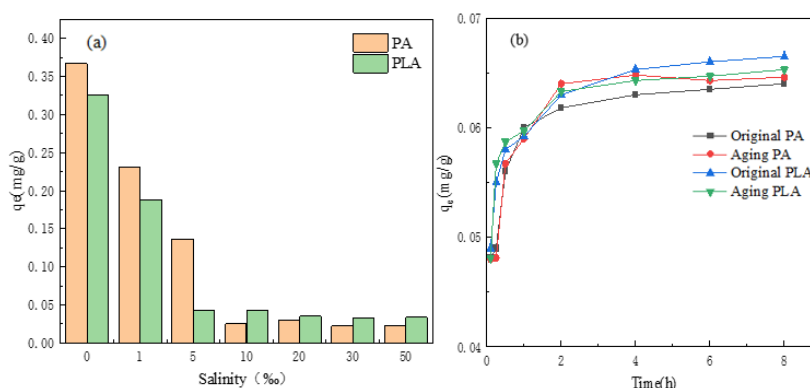 (a)
PA
PLA
qe(mg/g)
0.40
0.35
0.30
0.25
0.20
0.15
0.10
0.05
0.00
0 1 5 10 20 30 50
Salinity (‰)
(b)
Original PA
Aging PA
Original PLA
Aging PLA
qe(mg/g)
0.07
0.06
0.05
0.04
0 2 4 6 8
Time(h)